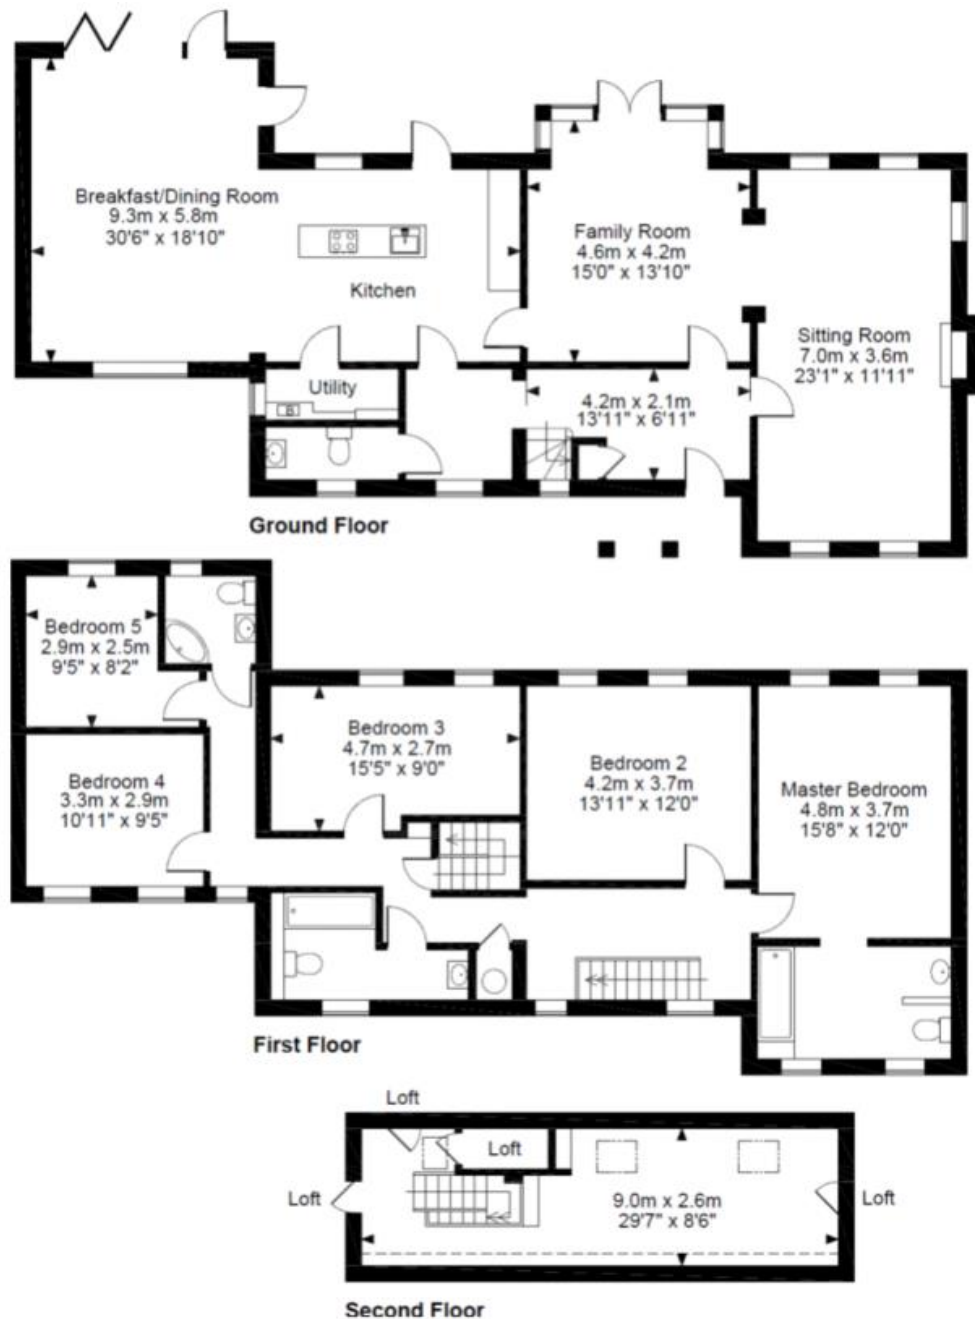 Breakfast/Dining Room
9.3m x 5.8m
30'6" x 18'10"
Kitchen
Family Room
4.6m x 4.2m
15'0" x 13'10"
Sitting Room
7.0m x 3.6m
23'1" x 11'11"
Utility
B
4.2m x 2.1m
13'11" x 6'11"
Ground Floor
Bedroom 5
2.9m x 2.5m
9'5" x 8'2"
Bedroom 3
4.7m x 2.7m
15'5" x 9'0"
Bedroom 4
3.3m x 2.9m
10'11" x 9'5"
Bedroom 2
4.2m x 3.7m
13'11" x 12'0"
Master Bedroom
4.8m x 3.7m
15'8" x 12'0"
First Floor
Loft
Loft
Loft
9.0m x 2.6m
29'7" x 8'6"
Loft
Second Floor